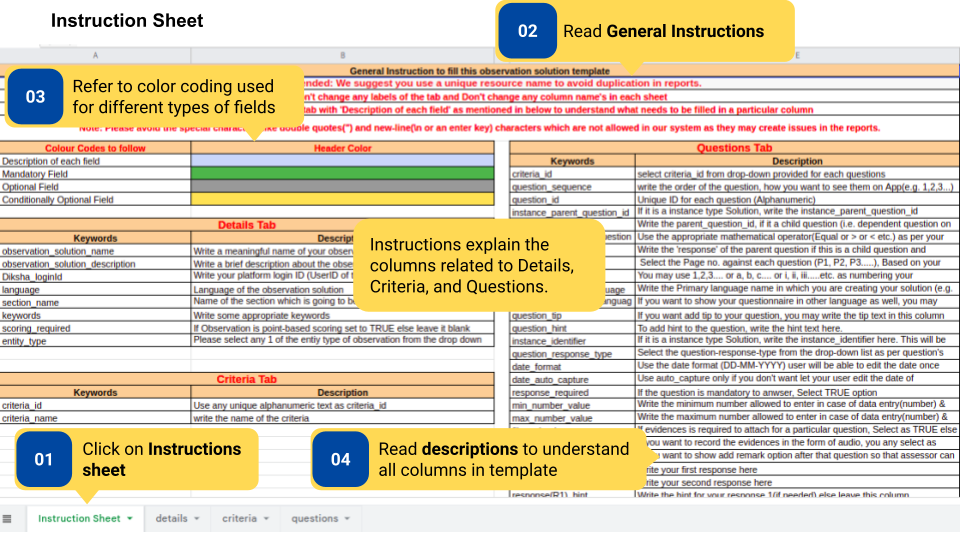 Instruction Sheet
02 Read General Instructions
A B E
General Instruction to fill this observation solution template
03 Refer to color coding used
for different types of fields
ended: We suggest you use a unique resource name to avoid duplication in reports.
n't change any labels of the tab and Don't change any column name's in each sheet
tab with 'Description of each field' as mentioned in below to understand what needs to be filled in a particular column
Note: Please avoid the special charac like double quotes(") and new-line(\n or an enter key) characters which are not allowed in our system as they may create issues in the reports.
Colour Codes to follow Header Color
Description of each field
Mandatory Field
Optional Field
Conditionally Optional Field
Details Tab
Keywords Descript
observation_solution_name Write a meaningful name of your obser
observation_solution_description Write a brief description about the obse
Diksha_loginId Write your platform login ID (UserID of t
language Language of the observation solution
section_name Name of the section which is going to b
keywords Write some appropriate keywords
scoring_required If Observation is point-based scoring set to TRUE else leave it blank
entity_type Please select any 1 of the entiy type of observation from the drop down
Criteria Tab
Keywords Description
criteria_id Use any unique alphanumeric text as criteria_id
criteria_name write the name of the criteria
Questions Tab
Keywords Description
criteria_id select criteria_id from drop-down provided for each questions
question_sequence write the order of the question, how you want to see them on App(e.g. 1,2,3...)
question_id Unique ID for each question (Alphanumeric)
instance_parent_question_id If it is a instance type Solution, write the instance_parent_question_id
Write the parent_question_id, if it a child question (i.e. dependent question on
uestion Use the appropriate mathematical operator(Equal or > or < etc.) as per your
Write the 'response' of the parent question if this is a child question and
Select the Page no. against each question (P1, P2, P3.....), Based on your
You may use 1,2,3.... or a, b, c.... or i, ii, iii.....etc. as numbering your
uage Write the Primary language name in which you are creating your solution (e.g.
languag If you want to show your questionnaire in other language as well, you may
question_tip If you want add tip to your question, you may write the tip text in this column
question_hint To add hint to the question, write the hint text here.
instance_identifier If it is a instance type Solution, write the instance_identifier here. This will be
question_response_type Select the question-response-type from the drop-down list as per question's
date_format Use the date format (DD-MM-YYYY) user will be able to edit the date once
date_auto_capture Use auto_capture only if you don't want let your user edit the date of
response_required If the question is mandatory to anwser, Select TRUE option
min_number_value Write the minimum number allowed to enter in case of data entry(number) &
max_number_value Write the maximum number allowed to enter in case of data entry(number) &
If evidences is required to attach for a particular question, Select as TRUE else
you want to record the evidences in the form of audio, you any select as
u want to show add remark option after that question so that assessor can
rite your first response here
rite your second response here
response(R1)_hint Write the hint for your response 1(if needed) else leave this column
Instructions explain the
columns related to Details,
Criteria, and Questions.
01 Click on Instructions
sheet
04 Read descriptions to understand
all columns in template
Instruction Sheet details criteria questions